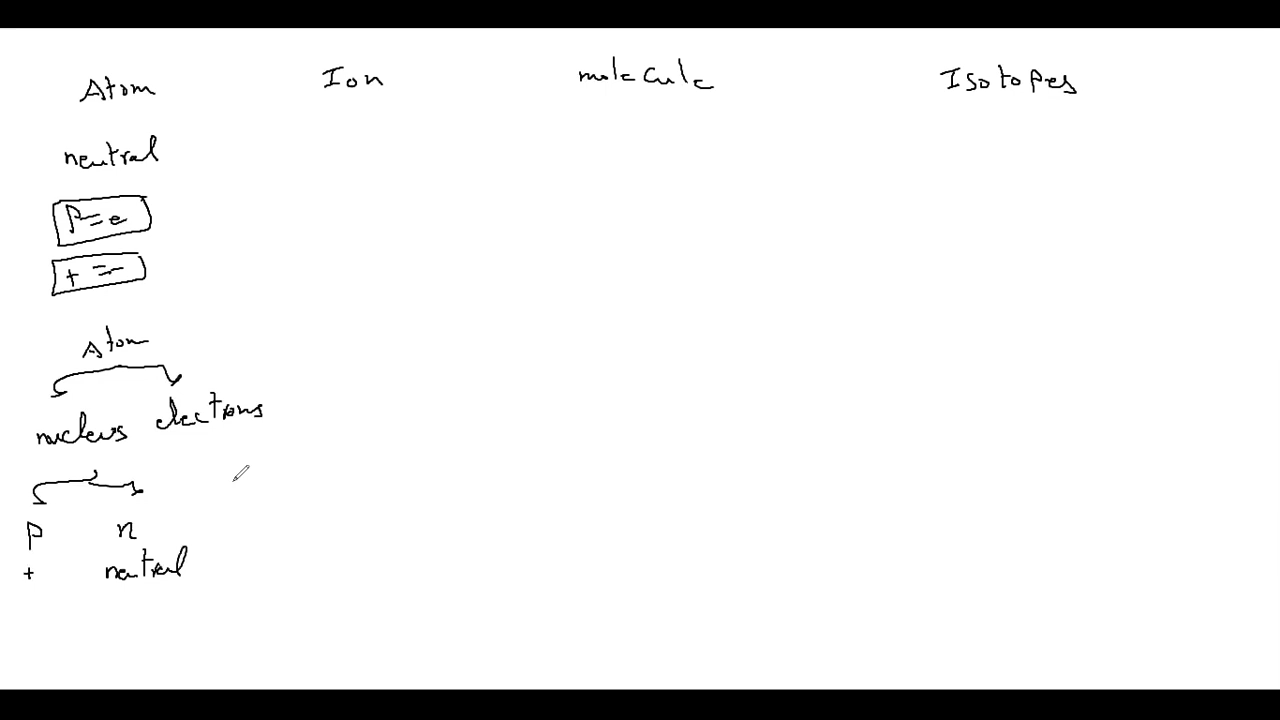 Atom Ion molecule Isotopes
neutral
P = e
+ = -
Atom
nucleus electrons
P n
+ neutral